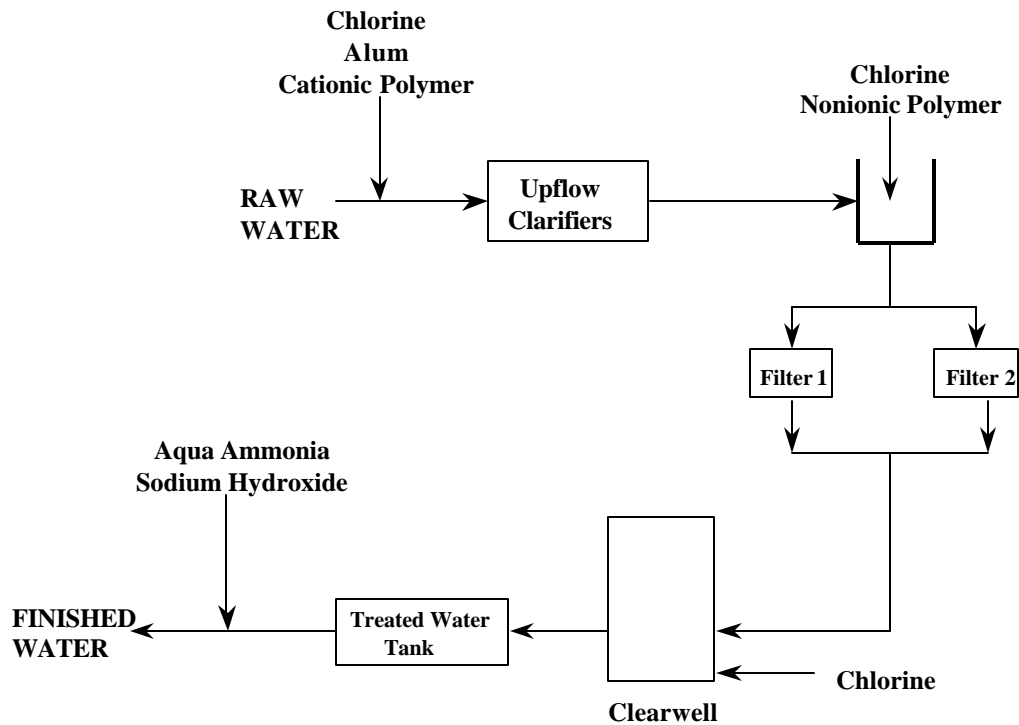 Chlorine
Alum
Cationic Polymer
Chlorine
Nonionic Polymer
RAW
WATER
Upflow
Clarifiers
Filter 1
Filter 2
Aqua Ammonia
Sodium Hydroxide
FINISHED
WATER
Treated Water
Tank
Chlorine
Clearwell